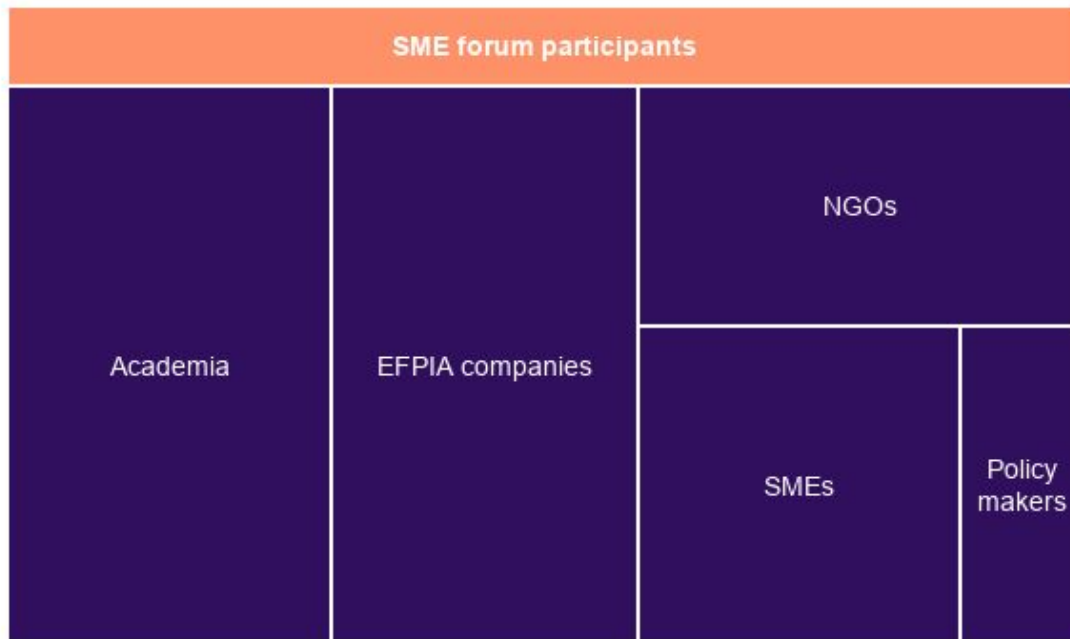 SME forum participants
Academia
EFPIA companies
NGOs
SMEs
Policy
makers